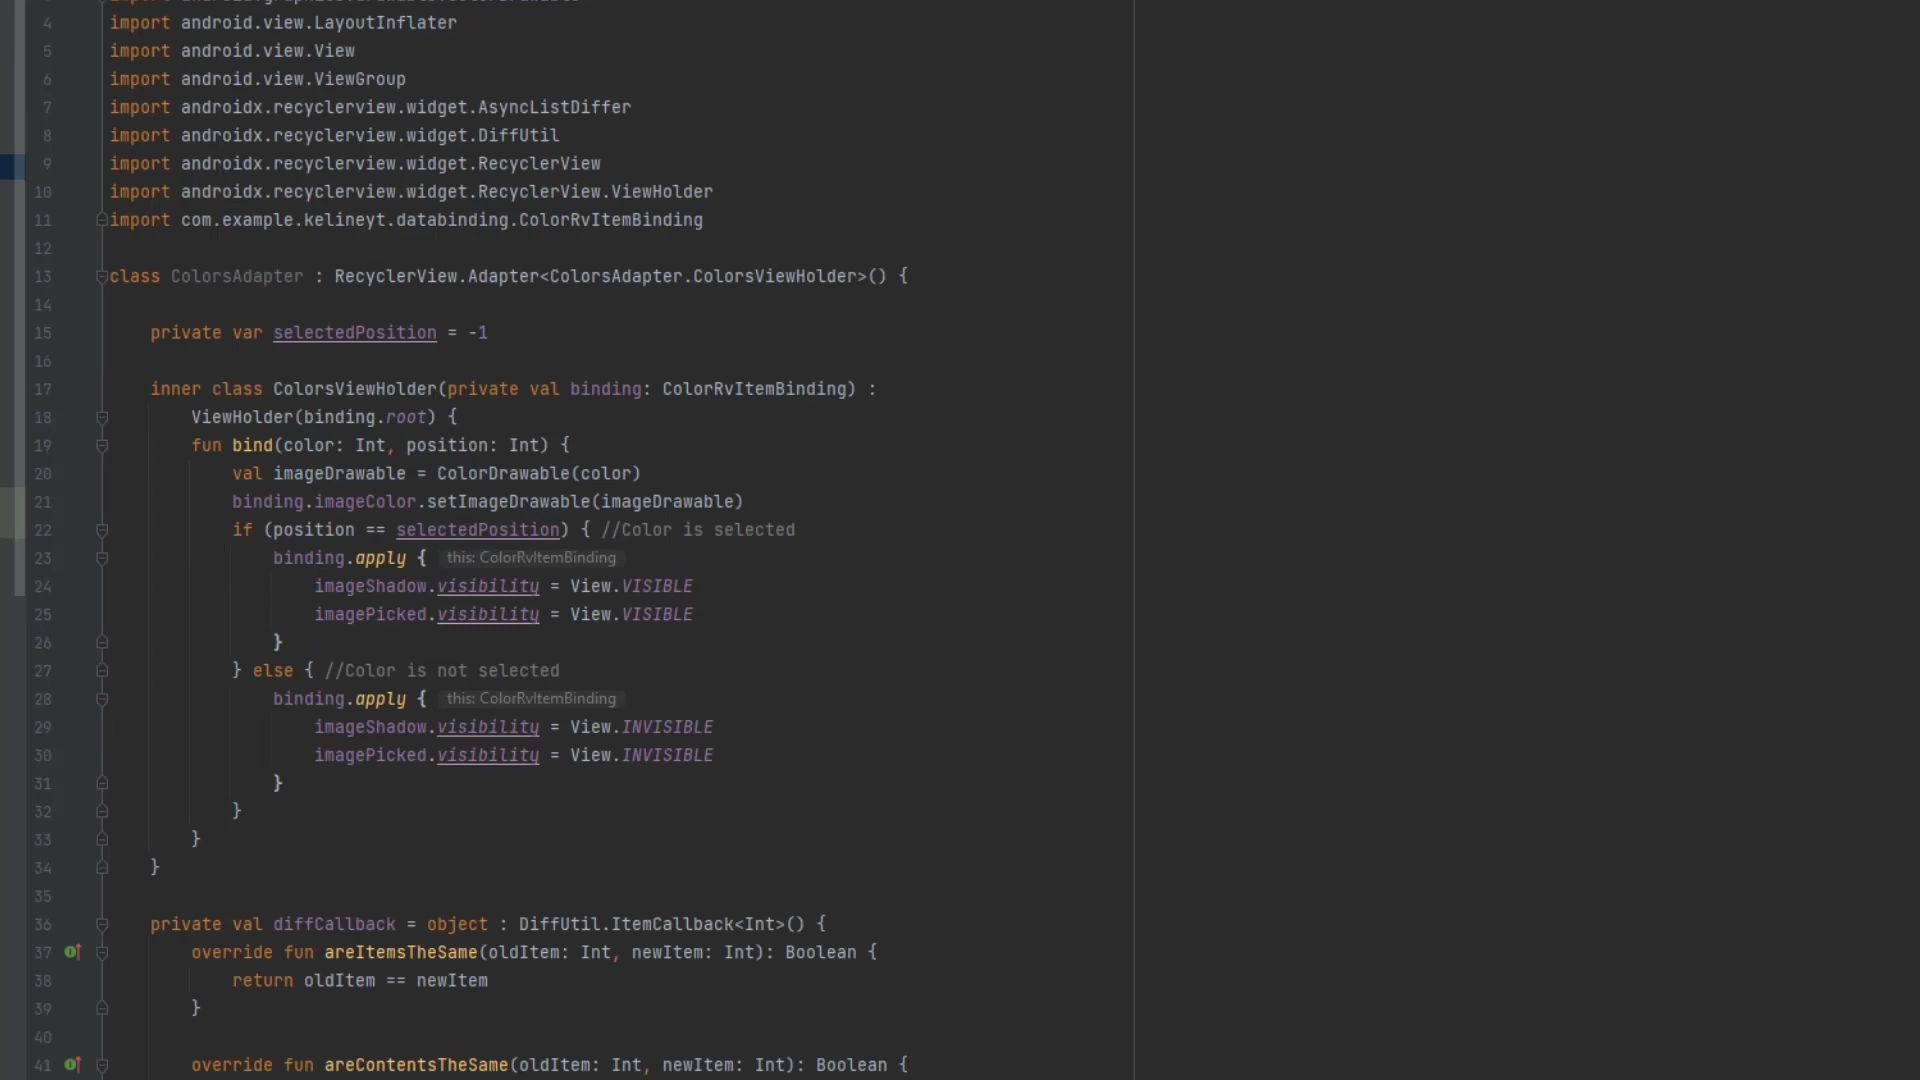 4 import android.view.LayoutInflater
5 import android.view.View
6 import android.view.ViewGroup
7 import androidx.recyclerview.widget.AsyncListDiffer
8 import androidx.recyclerview.widget.DiffUtil
9 import androidx.recyclerview.widget.RecyclerView
10 import androidx.recyclerview.widget.RecyclerView.ViewHolder
11 import com.example.kelineyt.databinding.ColorRvItemBinding
12
13 class ColorsAdapter : RecyclerView.Adapter<ColorsAdapter.ColorsViewHolder>() {
14
15 private var selectedPosition = -1
16
17 inner class ColorsViewHolder(private val binding: ColorRvItemBinding) :
18 ViewHolder(binding.root) {
19 fun bind(color: Int, position: Int) {
20 val imageDrawable = ColorDrawable(color)
21 binding.imageColor.setImageDrawable(imageDrawable)
22 if (position == selectedPosition) { //Color is selected
23 binding.apply { this: ColorRvItemBinding
24 imageShadow.visibility = View.VISIBLE
25 imagePicked.visibility = View.VISIBLE
26 }
27 } else { //Color is not selected
28 binding.apply { this: ColorRvItemBinding
29 imageShadow.visibility = View.INVISIBLE
30 imagePicked.visibility = View.INVISIBLE
31 }
32 }
33 }
34 }
35
36 private val diffCallback = object : DiffUtil.ItemCallback<Int>() {
37 override fun areItemsTheSame(oldItem: Int, newItem: Int): Boolean {
38 return oldItem == newItem
39 }
40
41 override fun areContentsTheSame(oldItem: Int, newItem: Int): Boolean {